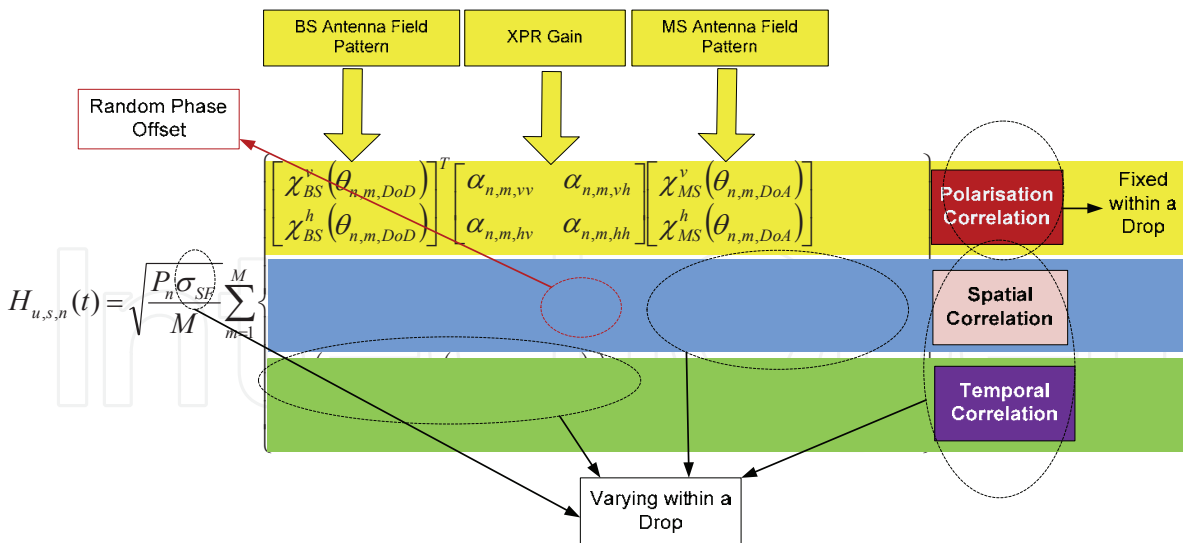 BS Antenna Field
Pattern
XPR Gain
MS Antenna Field
Pattern
Random Phase
Offset
[χ^v_BS(θ_n,m,DoD) χ^h_BS(θ_n,m,DoD)]^T [α_n,m,vv α_n,m,vh α_n,m,hv α_n,m,hh] [χ^v_MS(θ_n,m,DoA) χ^h_MS(θ_n,m,DoA)]
Polarisation
Correlation
Fixed
within a
Drop
H_u,s,n(t) = √(P_n σ_SF / M) ∑_{m=1}^{M} {
Spatial
Correlation
Temporal
Correlation
Varying within a
Drop